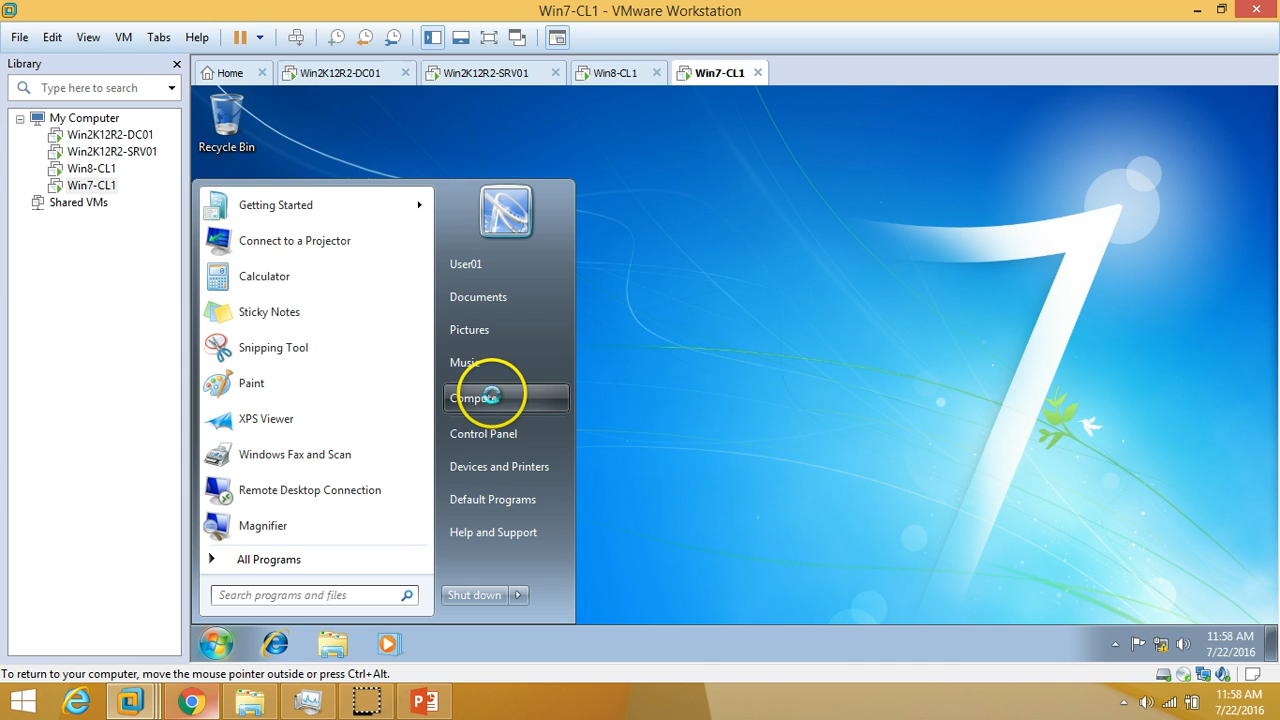 Win7-CL1 - VMware Workstation
File Edit View VM Tabs Help
Library
Type here to search
My Computer
Win2K12R2-DC01
Win2K12R2-SRV01
Win8-CL1
Win7-CL1
Shared VMs
Home Win2K12R2-DC01 Win2K12R2-SRV01 Win8-CL1 Win7-CL1
Recycle Bin
Getting Started
Connect to a Projector
Calculator
Sticky Notes
Snipping Tool
Paint
XPS Viewer
Windows Fax and Scan
Remote Desktop Connection
Magnifier
All Programs
Search programs and files
User01
Documents
Pictures
Music
Computer
Control Panel
Devices and Printers
Default Programs
Help and Support
Shut down
7
11:58 AM
7/22/2016
To return to your computer, move the mouse pointer outside or press Ctrl+Alt.
11:58 AM
7/22/2016